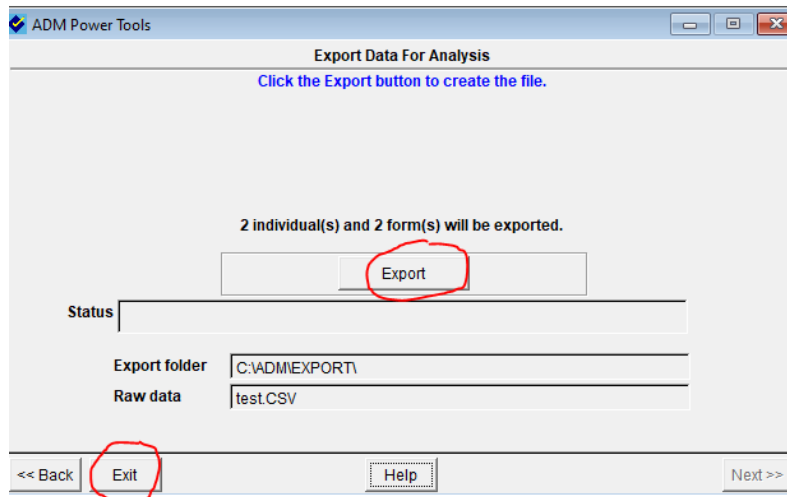 ADM Power Tools
Export Data For Analysis
Click the Export button to create the file.
2 individual(s) and 2 form(s) will be exported.
Export
Status
Export folder C:\ADM\EXPORT\
Raw data test.CSV
<< Back Exit Help Next >>